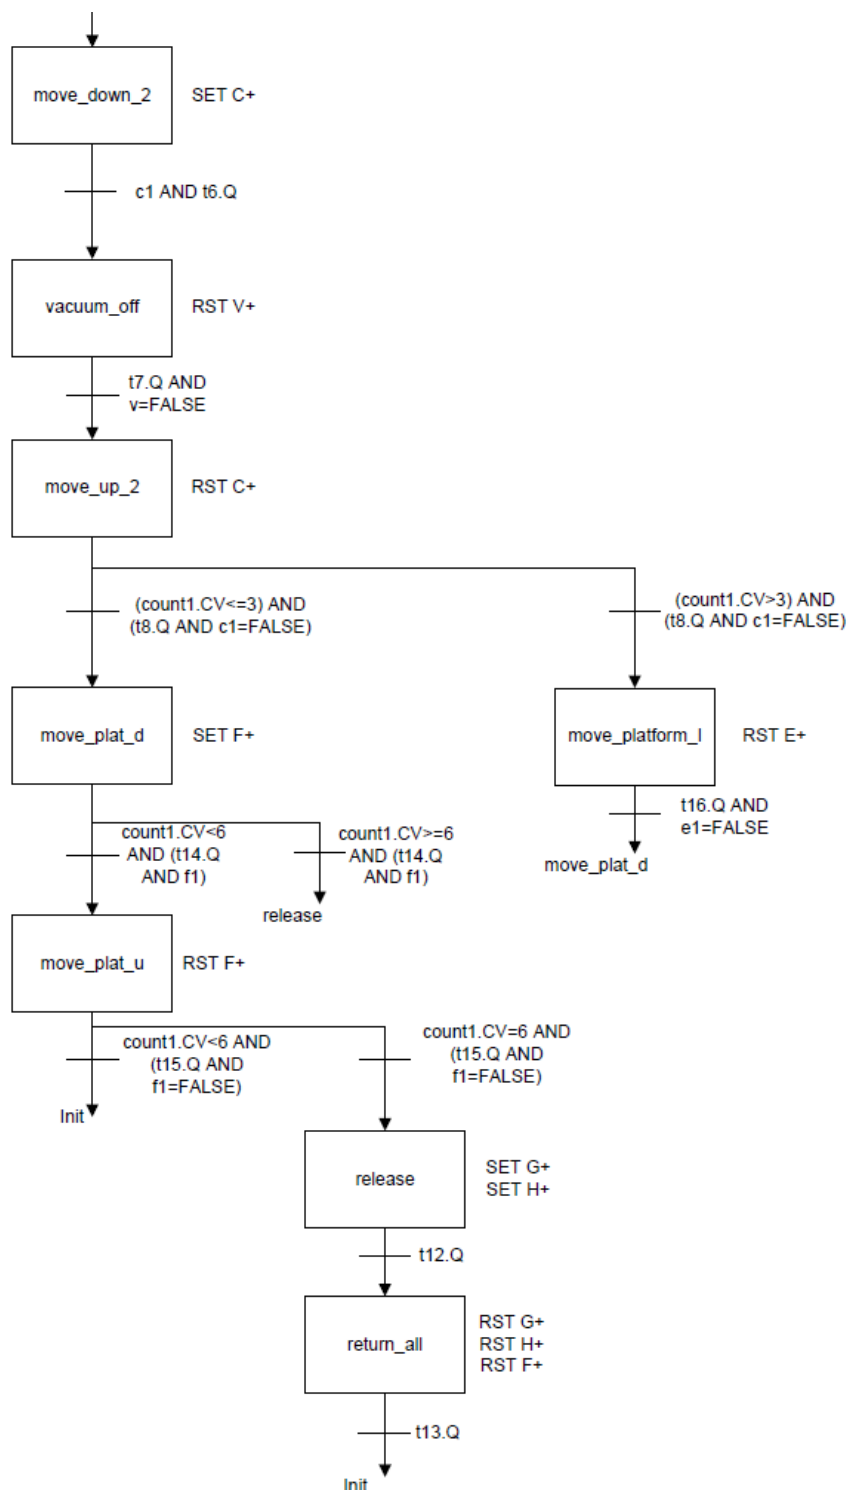 move_down_2
SET C+
c1 AND t6.Q
vacuum_off
RST V+
t7.Q AND
v=FALSE
move_up_2
RST C+
(count1.CV<=3) AND
(t8.Q AND c1=FALSE)
(count1.CV>3) AND
(t8.Q AND c1=FALSE)
move_plat_d
SET F+
move_platform_l
RST E+
count1.CV<6
AND (t14.Q
AND f1)
count1.CV>=6
AND (t14.Q
AND f1)
release
t16.Q AND
e1=FALSE
move_plat_d
move_plat_u
RST F+
count1.CV<6 AND
(t15.Q AND
f1=FALSE)
count1.CV=6 AND
(t15.Q AND
f1=FALSE)
Init
release
SET G+
SET H+
t12.Q
return_all
RST G+
RST H+
RST F+
t13.Q
Init